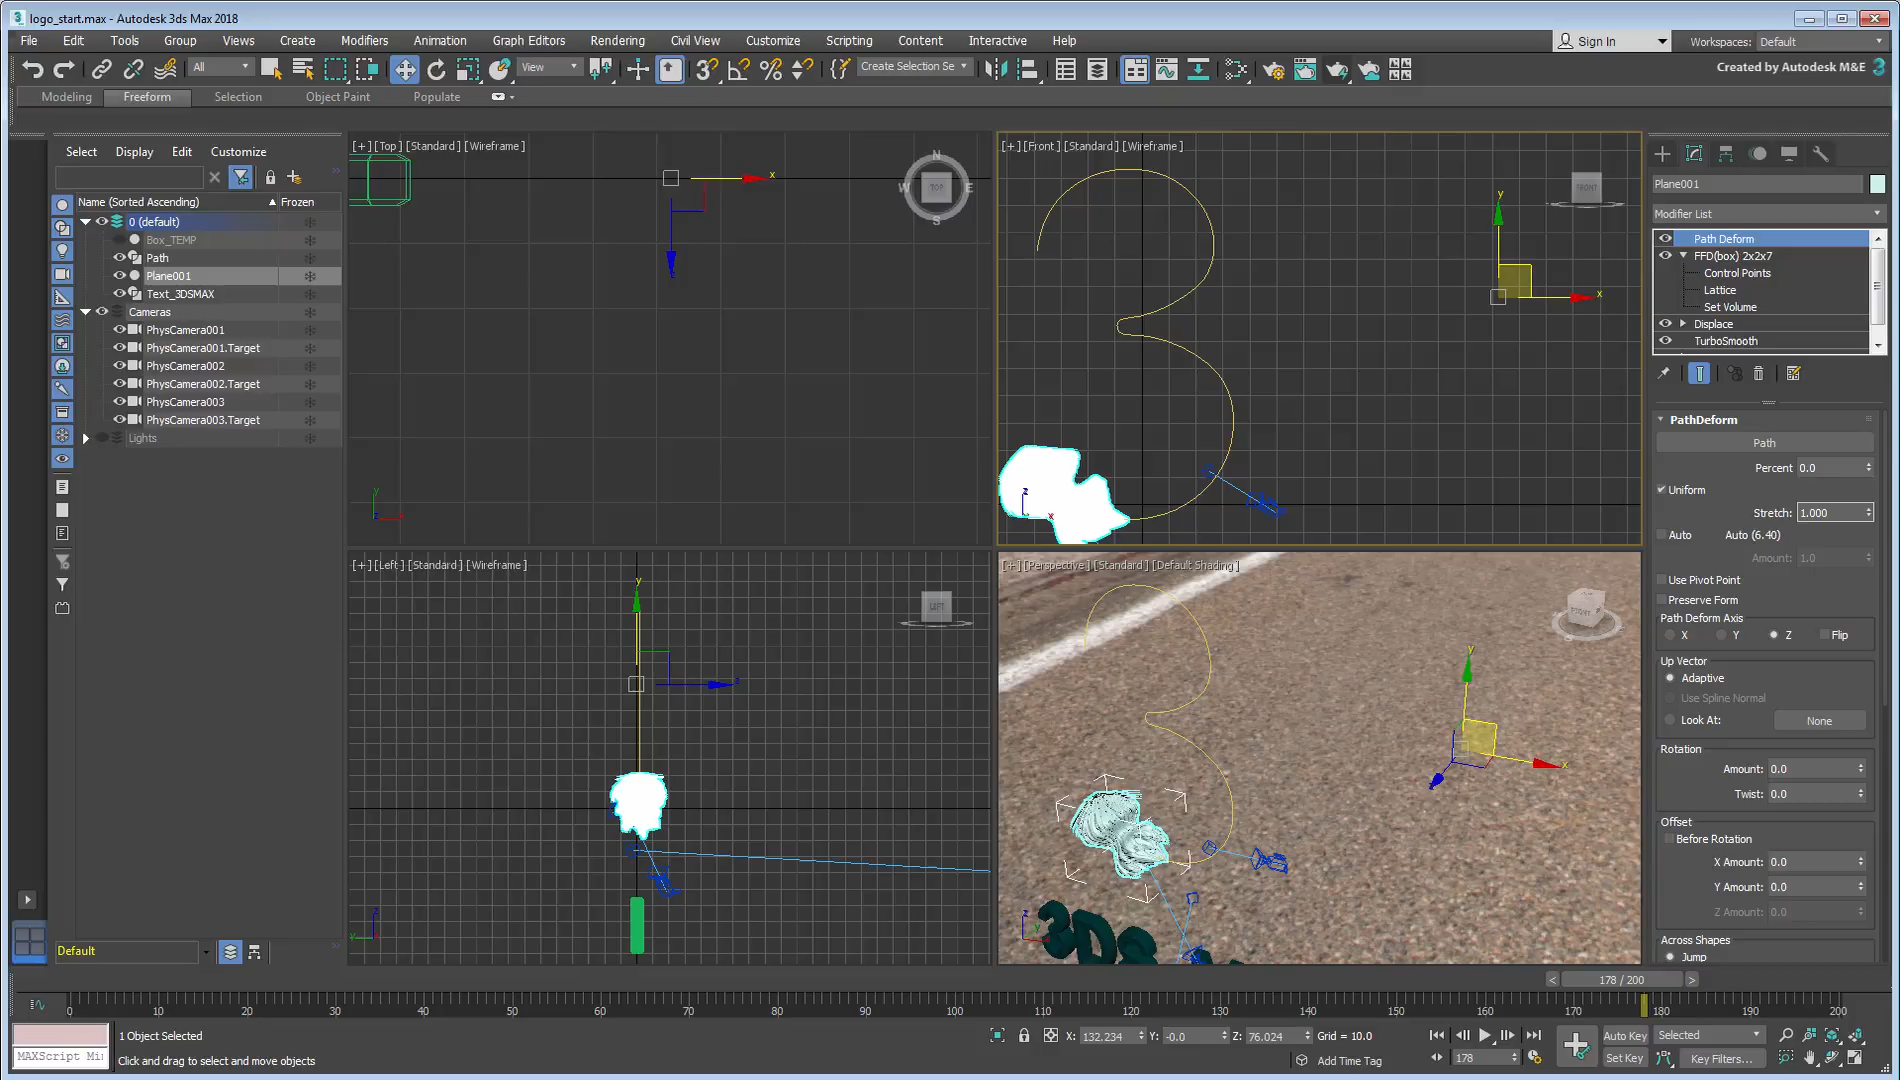 logo_start.max - Autodesk 3ds Max 2018
File Edit Tools Group Views Create Modifiers Animation Graph Editors Rendering Civil View Customize Scripting Content Interactive Help Sign In Workspaces: Default
All View Create Selection Se Created by Autodesk M&E
Modeling Freeform Selection Object Paint Populate
Select Display Edit Customize
Name (Sorted Ascending) Frozen
0 (default)
Box_TEMP
Path
Plane001
Text_3DSMAX
Cameras
PhysCamera001
PhysCamera001.Target
PhysCamera002
PhysCamera002.Target
PhysCamera003
PhysCamera003.Target
Lights
Default
[+][Top][Standard][Wireframe]
N
W TOP E
S
x
y
[+][Front][Standard][Wireframe]
FRONT
y
x
z
x
[+][Left][Standard][Wireframe]
LEFT
y
z
z
y
[+][Perspective][Standard][Default Shading]
FRONT
y
x
z
y
3DS
Plane001
Modifier List
Path Deform
FFD(box) 2x2x7
Control Points
Lattice
Set Volume
Displace
TurboSmooth
PathDeform
Path
Percent 0.0
Uniform
Stretch: 1.000
Auto Auto (6.40)
Amount: 1.0
Use Pivot Point
Preserve Form
Path Deform Axis
X Y Z Flip
Up Vector
Adaptive
Use Spline Normal
Look At: None
Rotation
Amount: 0.0
Twist: 0.0
Offset
Before Rotation
X Amount: 0.0
Y Amount: 0.0
Z Amount: 0.0
Across Shapes
Jump
< 178 / 200 >
0 10 20 30 40 50 60 70 80 90 100 110 120 130 140 150 160 170 180 190 200
1 Object Selected X: 132.234 Y: -0.0 Z: 76.024 Grid = 10.0 Auto Key Selected
MAXScript Mi Click and drag to select and move objects Add Time Tag 178 Set Key Key Filters...